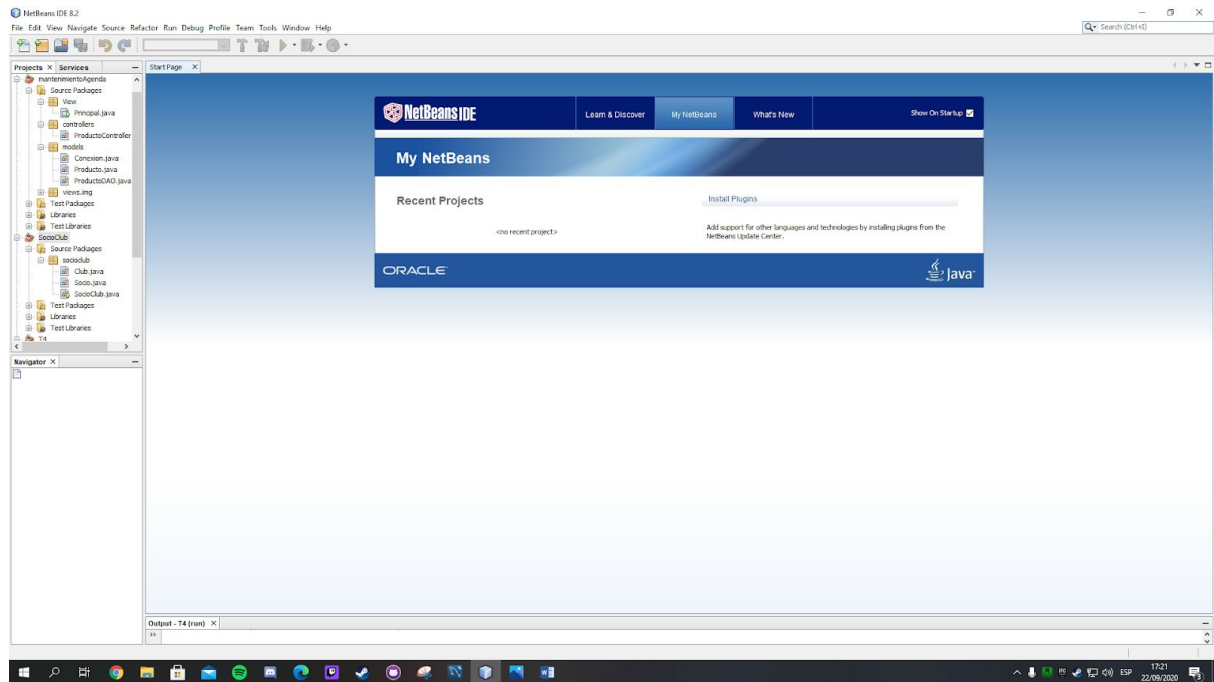 NetBeans IDE 8.2
File Edit View Navigate Source Refactor Run Debug Profile Team Tools Window Help
Search (Ctrl+I)
Projects Services
Start Page
mantenimientoAgenda
Source Packages
View
Principal.java
controllers
ProductoController
models
Conexion.java
Producto.java
ProductoDAO.java
views.img
Test Packages
Libraries
Test Libraries
SocioClub
Source Packages
socioclub
Club.java
Socio.java
SocioClub.java
Test Packages
Libraries
Test Libraries
T4
NetBeans IDE
Learn & Discover
My NetBeans
What's New
Show On Startup
My NetBeans
Recent Projects
<no recent project>
Install Plugins
Add support for other languages and technologies by installing plugins from the
NetBeans Update Center.
ORACLE
Java
Navigator
Output - T4 (run)
>>
ESP
17:21
22/09/2020